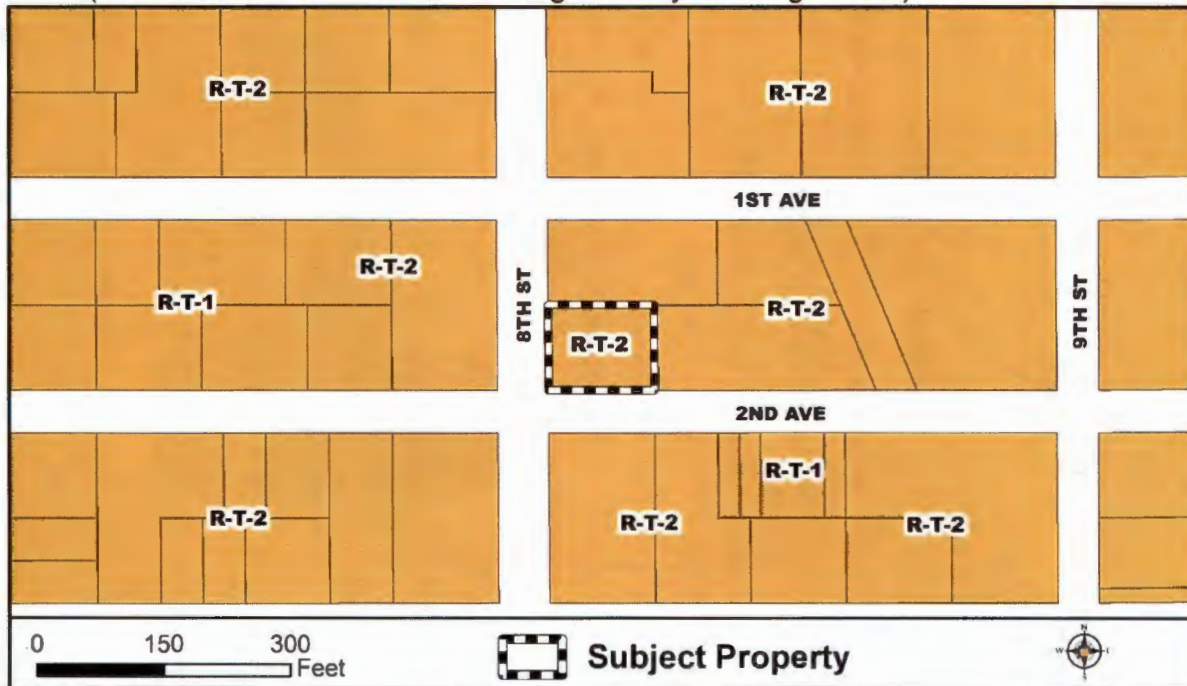 R-T-2
R-T-2
1ST AVE
R-T-2
R-T-1
8TH ST
R-T-2
9TH ST
R-T-2
2ND AVE
R-T-1
R-T-2
R-T-2
R-T-2
0 150 300
Feet
Subject Property
N
W